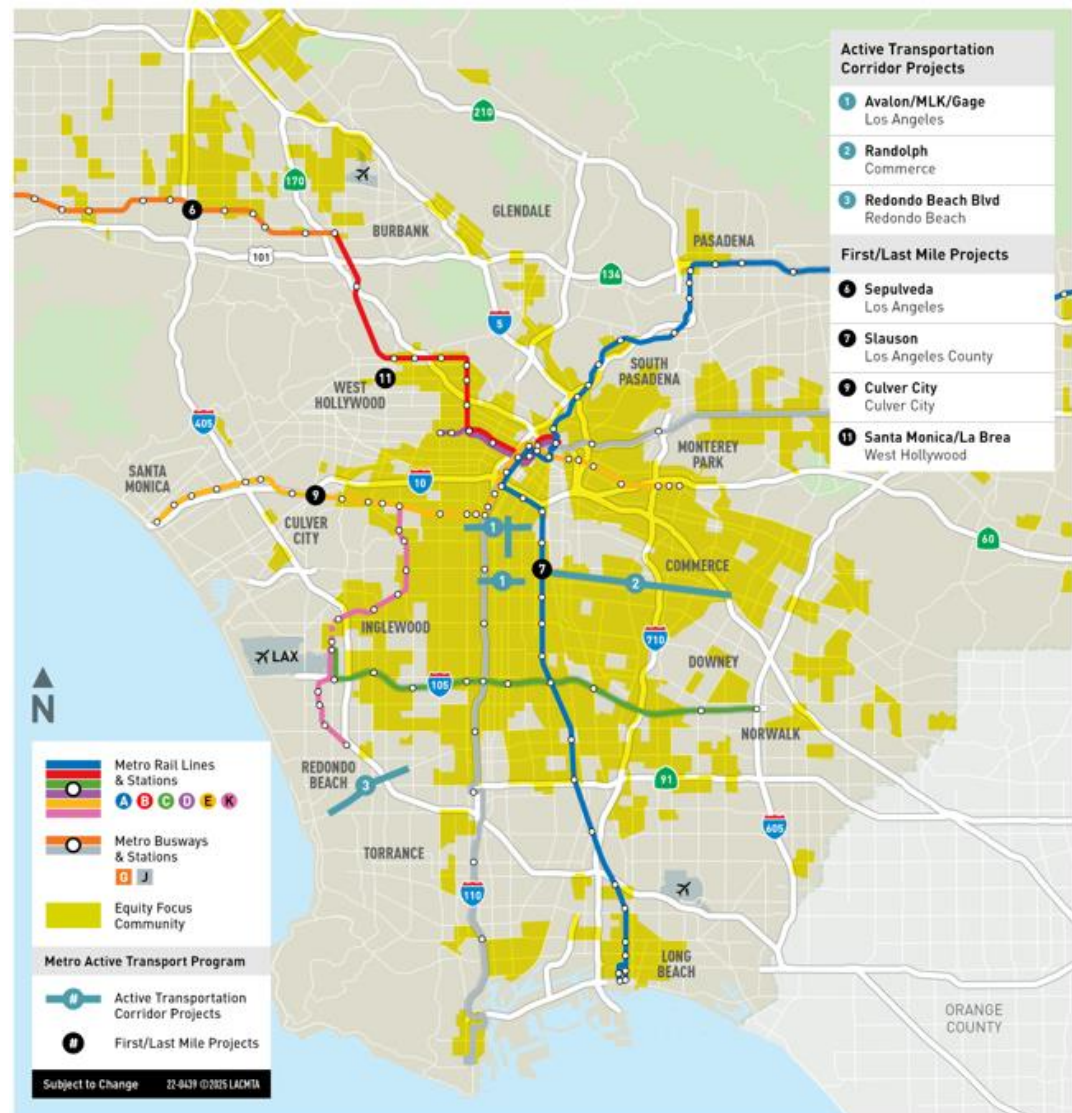 Active Transportation
Corridor Projects
1 Avalon/MLK/Gage
Los Angeles
2 Randolph
Commerce
3 Redondo Beach Blvd
Redondo Beach
First/Last Mile Projects
6 Sepulveda
Los Angeles
7 Slauson
Los Angeles County
9 Culver City
Culver City
11 Santa Monica/La Brea
West Hollywood
210
170
6
GLENDALE
BURBANK
101
PASADENA
134
5
SOUTH
PASADENA
11
WEST
HOLLYWOOD
405
MONTEREY
PARK
SANTA
MONICA
10
9
CULVER
CITY
1
60
COMMERCE
7
1
2
INGLEWOOD
710
LAX
DOWNEY
105
N
NORWALK
REDONDO
BEACH
3
91
605
TORRANCE
110
LONG
BEACH
ORANGE
COUNTY
Metro Rail Lines
& Stations
A B C D E K
Metro Busways
& Stations
G J
Equity Focus
Community
Metro Active Transport Program
# Active Transportation
Corridor Projects
# First/Last Mile Projects
Subject to Change 22-0439 ©2025 LACMTA